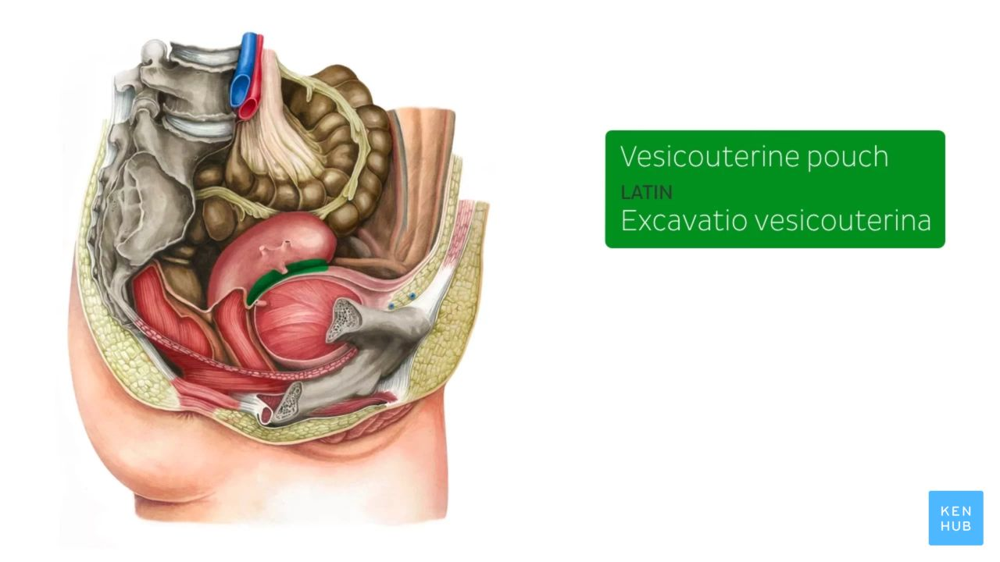 Vesicouterine pouch
LATIN
Excavatio vesicouterina
KEN
HUB